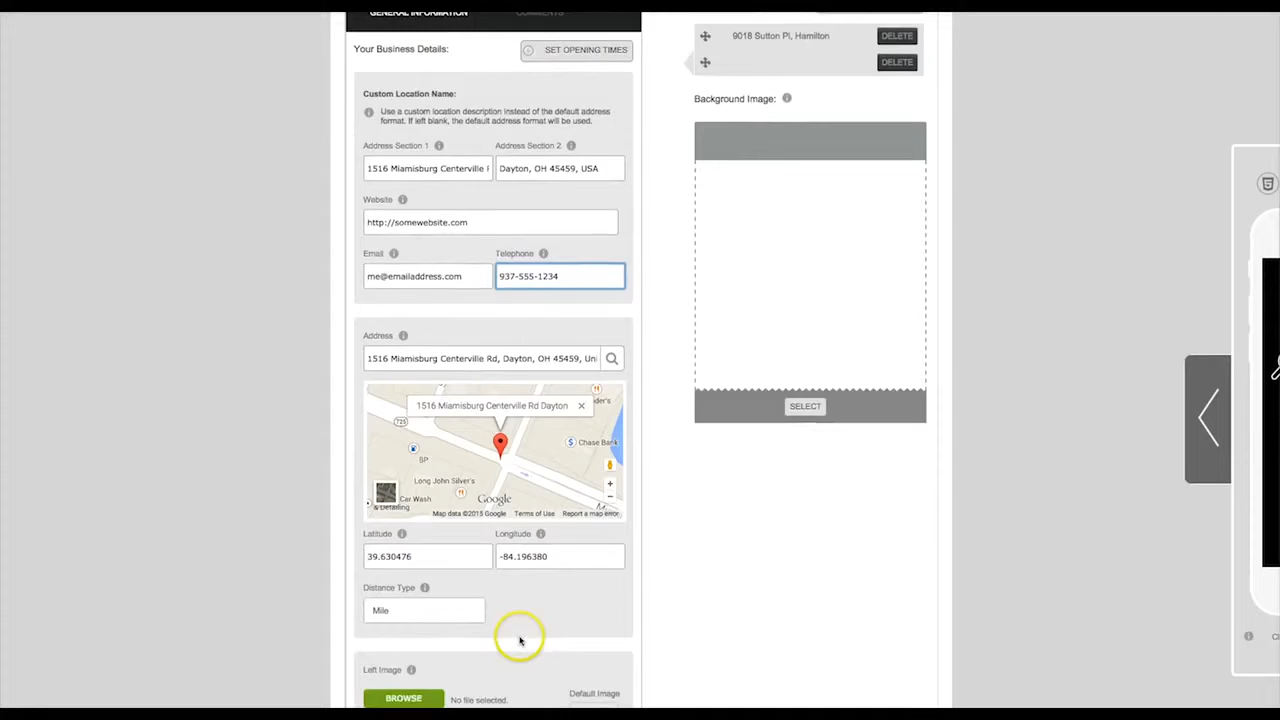 GENERAL INFORMATION
COMMENTS
Your Business Details:
SET OPENING TIMES
Custom Location Name:
Use a custom location description instead of the default address
format. If left blank, the default address format will be used.
Address Section 1
Address Section 2
1516 Miamisburg Centerville
Dayton, OH 45459, USA
Website
http://somewebsite.com
Email
Telephone
me@emailaddress.com
937-555-1234
Address
1516 Miamisburg Centerville Rd, Dayton, OH 45459, Uni
1516 Miamisburg Centerville Rd Dayton
725
Chase Bank
BP
Long John Silver's
Car Wash
& Detailing
Google
Map data ©2015 Google
Terms of Use
Report a map error
Latitude
Longitude
39.630476
-84.196380
Distance Type
Mile
Left Image
BROWSE
No file selected.
Default Image
9018 Sutton Pl, Hamilton
DELETE
DELETE
Background Image:
SELECT